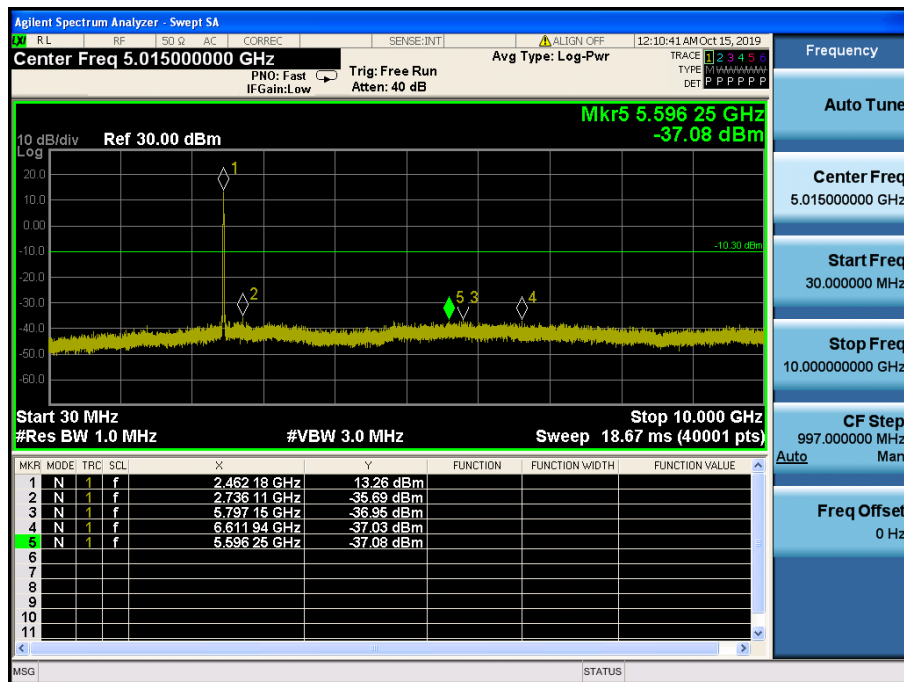 Agilent Spectrum Analyzer - Swept SA
LXI RL RF 50 Ω AC CORREC SENSE:INT ALIGN OFF 12:10:41 AM Oct 15, 2019
Center Freq 5.015000000 GHz
PNO: Fast
IFGain:Low
Trig: Free Run
Atten: 40 dB
Avg Type: Log-Pwr
TRACE 1 2 3 4 5 6
TYPE M W W W W W
DET P P P P P P
Mkr5 5.596 25 GHz
-37.08 dBm
10 dB/div
Log
Ref 30.00 dBm
20.0
10.0
0.00
-10.0
-20.0
-30.0
-40.0
-50.0
-60.0
1
2
5
3
4
-10.30 dBm
Start 30 MHz
Stop 10.000 GHz
#Res BW 1.0 MHz
#VBW 3.0 MHz
Sweep 18.67 ms (40001 pts)
MKR MODE TRC SCL X Y FUNCTION FUNCTION WIDTH FUNCTION VALUE
1 N 1 f 2.462 18 GHz 13.26 dBm
2 N 1 f 2.736 11 GHz -35.69 dBm
3 N 1 f 5.797 15 GHz -36.95 dBm
4 N 1 f 6.611 94 GHz -37.03 dBm
5 N 1 f 5.596 25 GHz -37.08 dBm
6
7
8
9
10
11
MSG
STATUS
Frequency
Auto Tune
Center Freq
5.015000000 GHz
Start Freq
30.000000 MHz
Stop Freq
10.000000000 GHz
CF Step
997.000000 MHz
Auto Man
Freq Offset
0 Hz